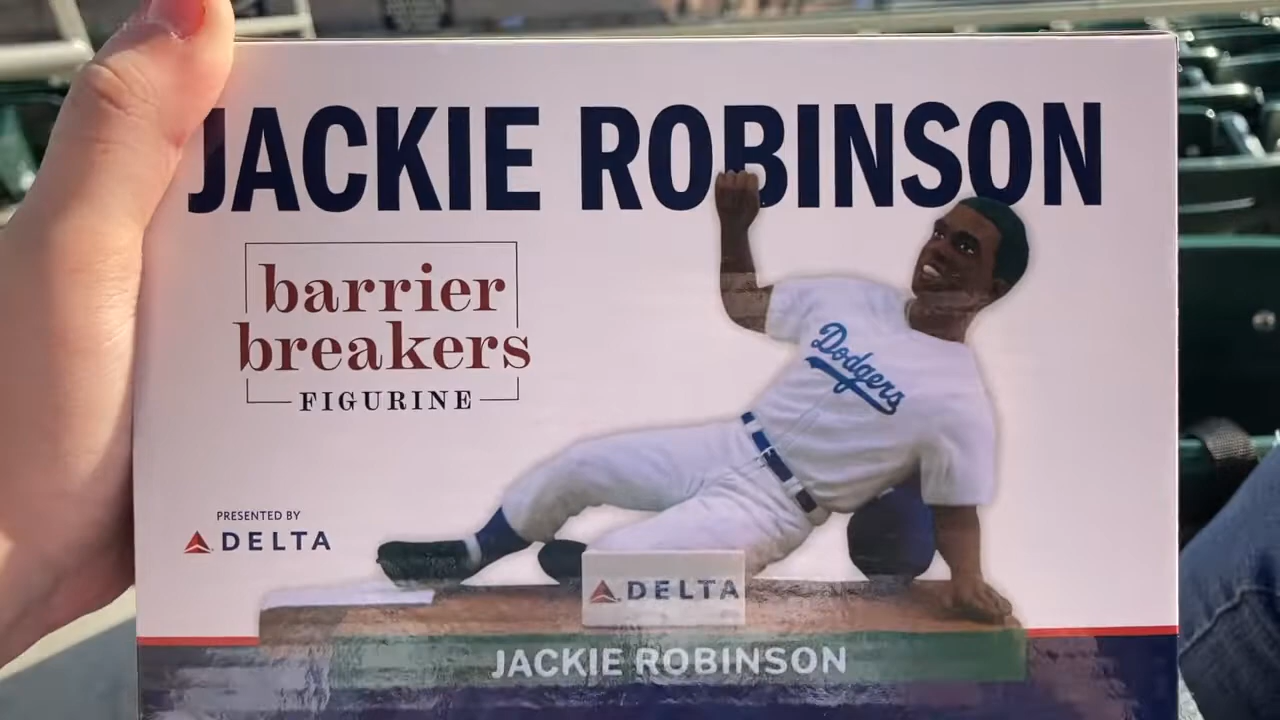 JACKIE ROBINSON
barrier
breakers
FIGURINE
PRESENTED BY
DELTA
Dodgers
DELTA
JACKIE ROBINSON